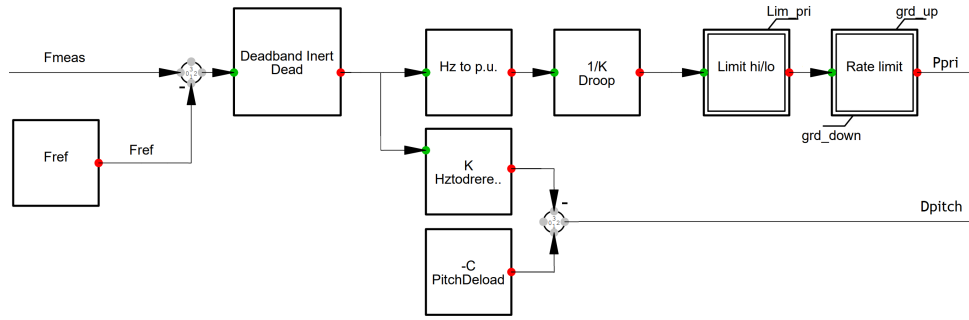 Lim_pri
grd_up
Fmeas
Deadband Inert
Dead
-
Hz to p.u.
1/K
Droop
Limit hi/lo
Rate limit
Ppri
grd_down
Fref
Fref
K
Hztodrere..
-
Dpitch
-C
PitchDeload